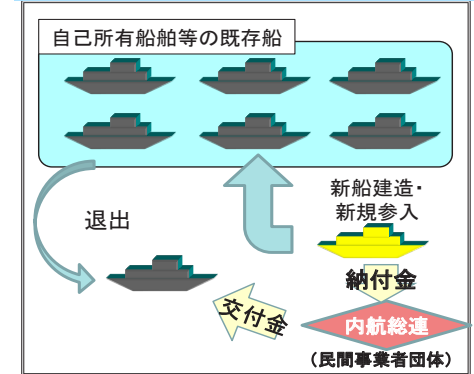 自己所有船舶等の既存船
新船建造・
新規参入
退出
納付金
交付金
内航総連
（民間事業者団体）